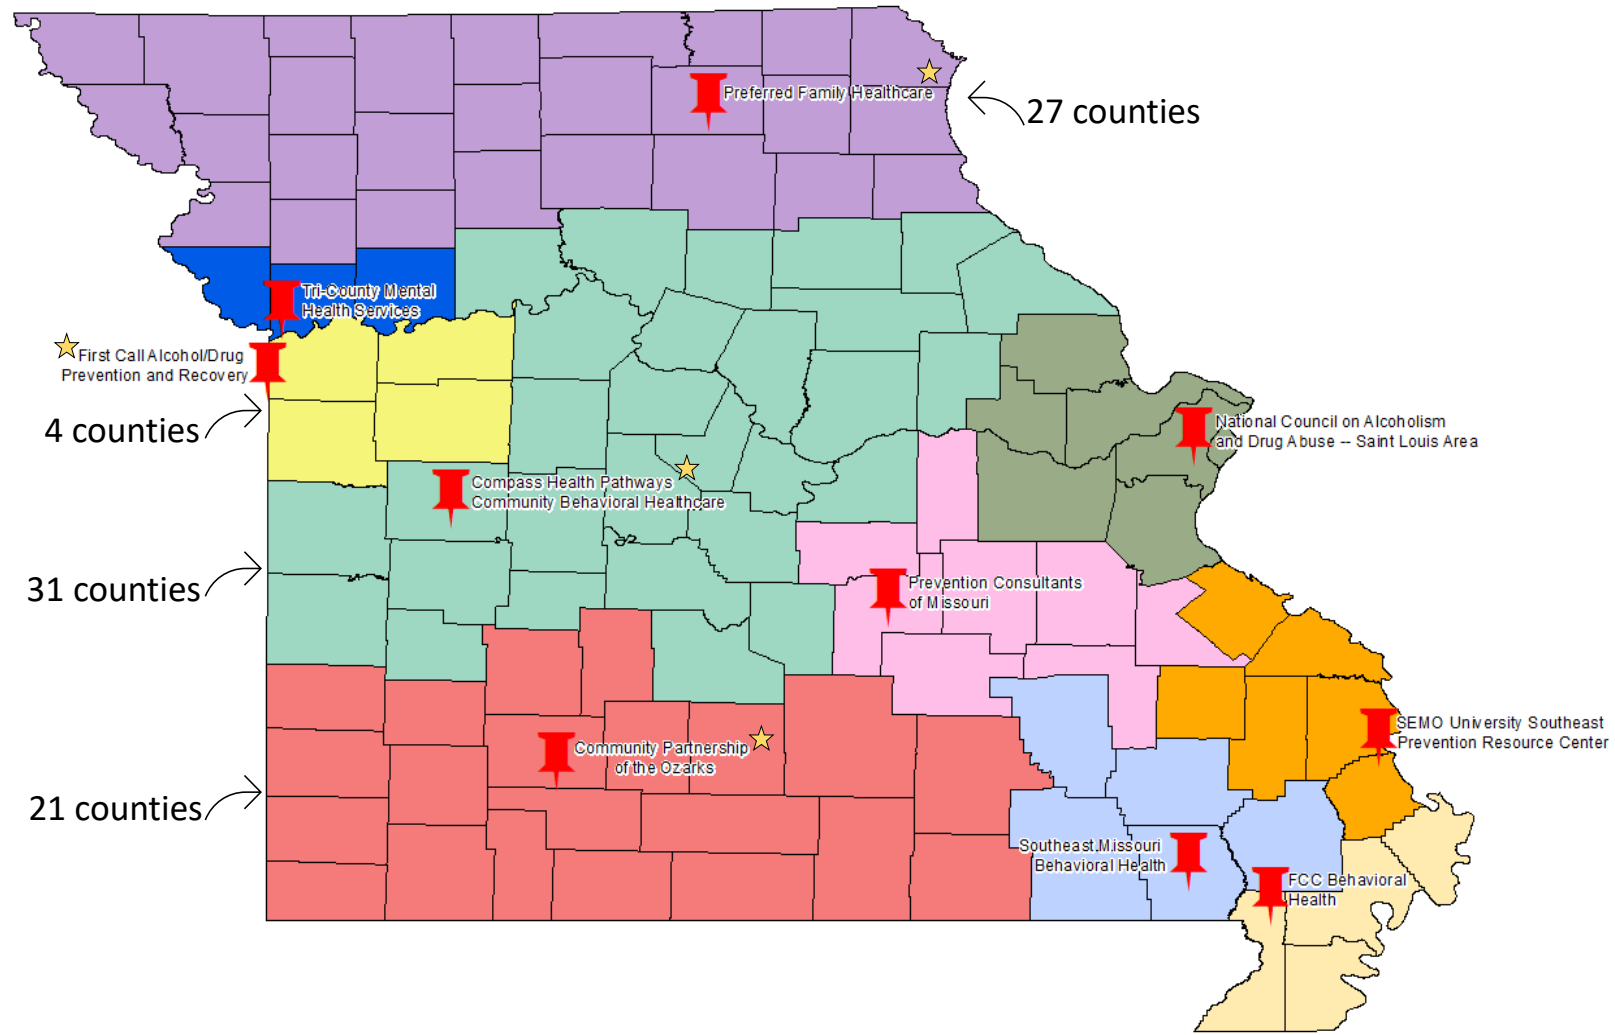 Preferred Family Healthcare
27 counties
Tri-County Mental
Health Services
First Call Alcohol/Drug
Prevention and Recovery
4 counties
National Council on Alcoholism
and Drug Abuse -- Saint Louis Area
Compass Health Pathways
Community Behavioral Healthcare
31 counties
Prevention Consultants
of Missouri
SEMO University Southeast
Prevention Resource Center
Community Partnership
of the Ozarks
21 counties
Southeast Missouri
Behavioral Health
FCC Behavioral
Health